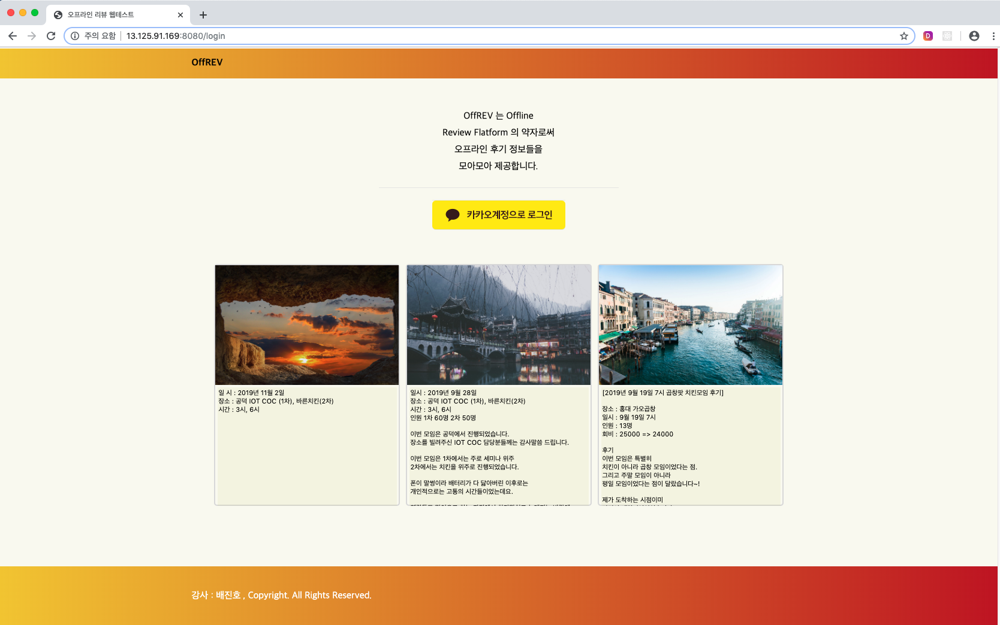 오프라인 리뷰 웹테스트
주의 요함 13.125.91.169:8080/login
D
OffREV
OffREV 는 Offline
Review Flatform 의 약자로써
오프라인 후기 정보들을
모아모아 제공합니다.
카카오계정으로 로그인
일 시 : 2019년 11월 2일
장소 : 공덕 IOT COC (1차), 바른치킨(2차)
시간 : 3시, 6시
일시 : 2019년 9월 28일
장소 : 공덕 IOT COC (1차), 바른치킨(2차)
시간 : 3시, 6시
인원 1차 60명 2차 50명
이번 모임은 공덕에서 진행되었습니다.
장소를 빌려주신 IOT COC 담당분들께는 감사말씀 드립니다.
이번 모임은 1차에서는 주로 세미나 위주
2차에서는 치킨을 위주로 진행되었습니다.
폰이 말썽이라 배터리가 다 닳아버린 이후로는
개인적으로는 고통의 시간들이었는데요.
[2019년 9월 19일 7시 곱창팟 치킨모임 후기]
장소 : 홍대 가오곱창
일시 : 9월 19일 7시
인원 : 13명
회비 : 25000 => 24000
후기
이번 모임은 특별히
치킨이 아니라 곱창 모임이었다는 점.
그리고 주말 모임이 아니라
평일 모임이었다는 점이 달랐습니다~!
제가 도착하는 시점이미
강사 : 배진호 , Copyright. All Rights Reserved.